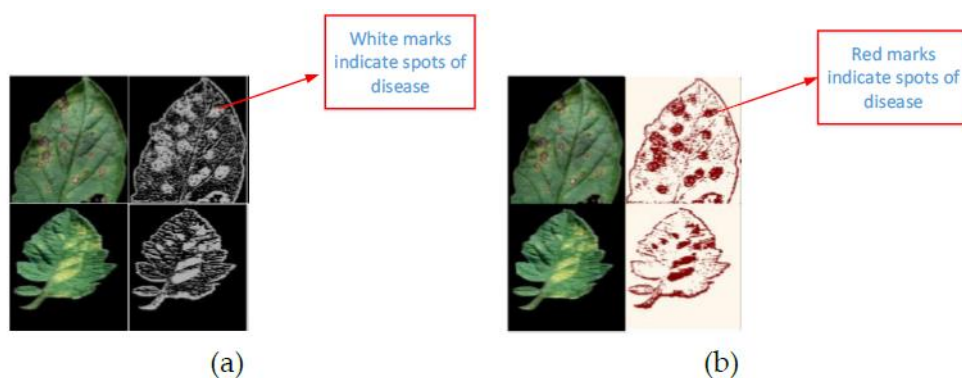 White marks
indicate spots of
disease
Red marks
indicate spots of
disease
(a)
(b)